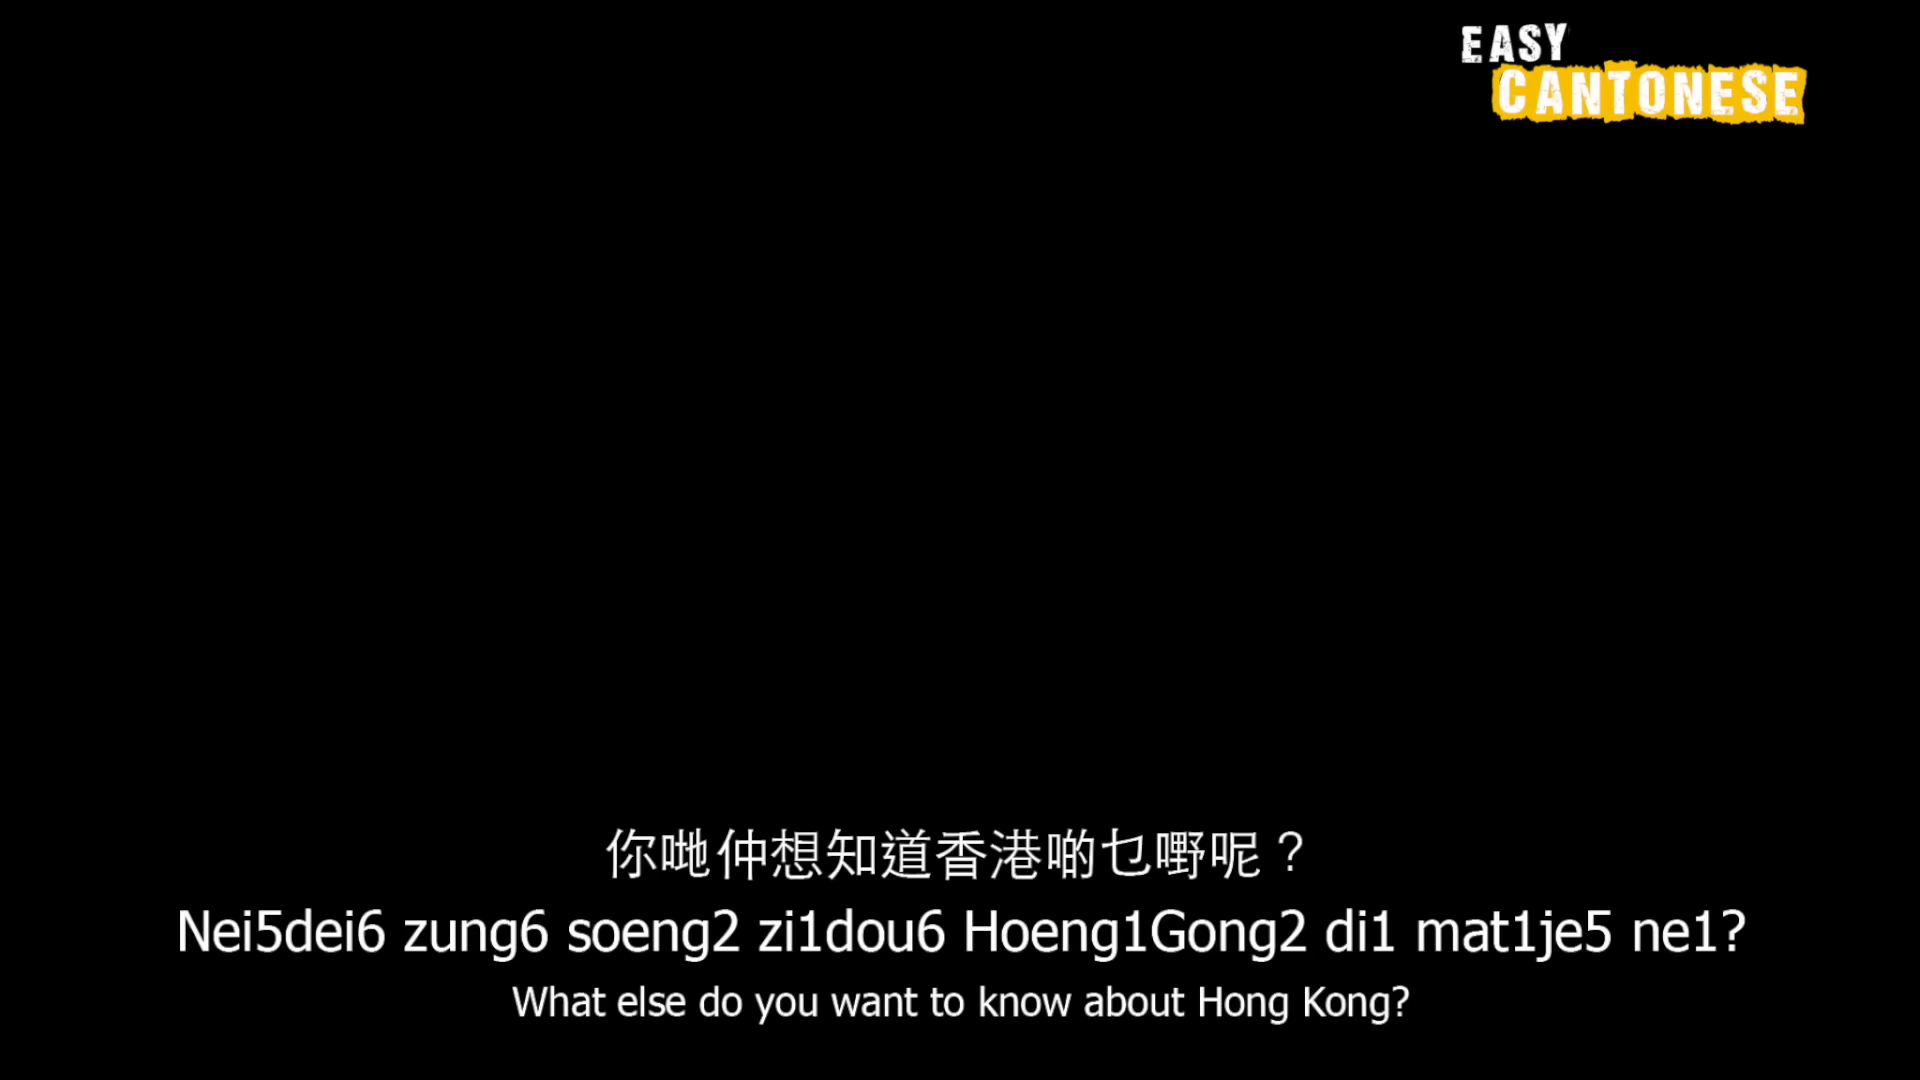 EASY
CANTONESE
你哋仲想知道香港啲乜嘢呢？
Nei5dei6 zung6 soeng2 zi1dou6 Hoeng1Gong2 di1 mat1je5 ne1?
What else do you want to know about Hong Kong?